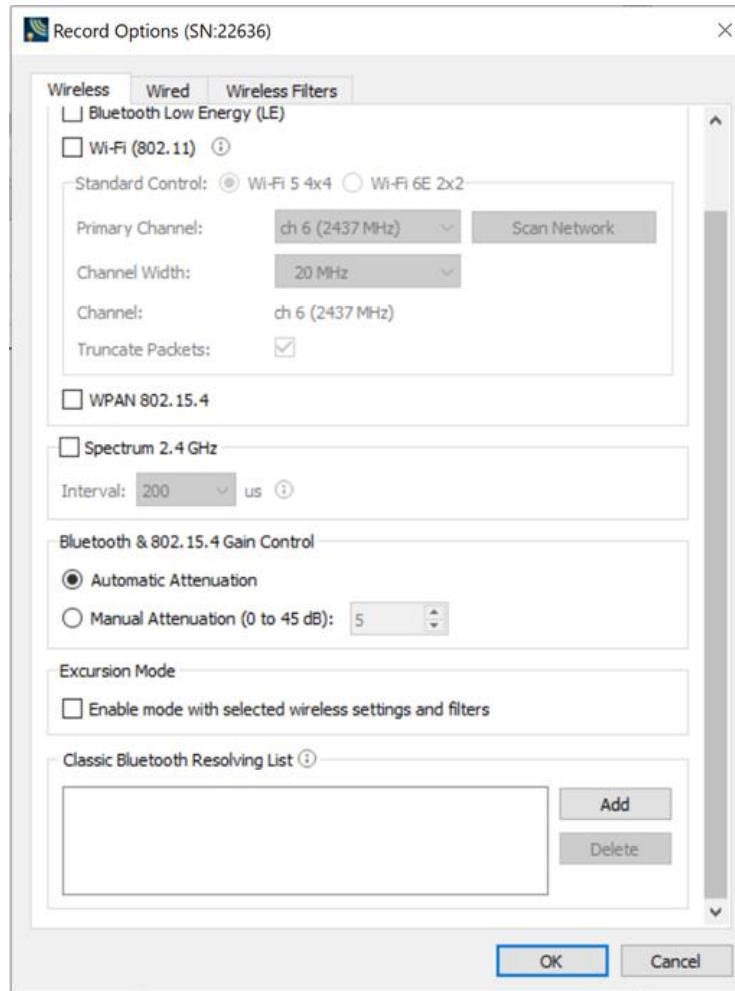 Record Options (SN:22636)
Wireless Wired Wireless Filters
Bluetooth Low Energy (LE)
Wi-Fi (802.11)
Standard Control: Wi-Fi 5 4x4 Wi-Fi 6E 2x2
Primary Channel: ch 6 (2437 MHz) Scan Network
Channel Width: 20 MHz
Channel: ch 6 (2437 MHz)
Truncate Packets:
WPAN 802.15.4
Spectrum 2.4 GHz
Interval: 200 us
Bluetooth & 802.15.4 Gain Control
Automatic Attenuation
Manual Attenuation (0 to 45 dB): 5
Excursion Mode
Enable mode with selected wireless settings and filters
Classic Bluetooth Resolving List
Add
Delete
OK Cancel